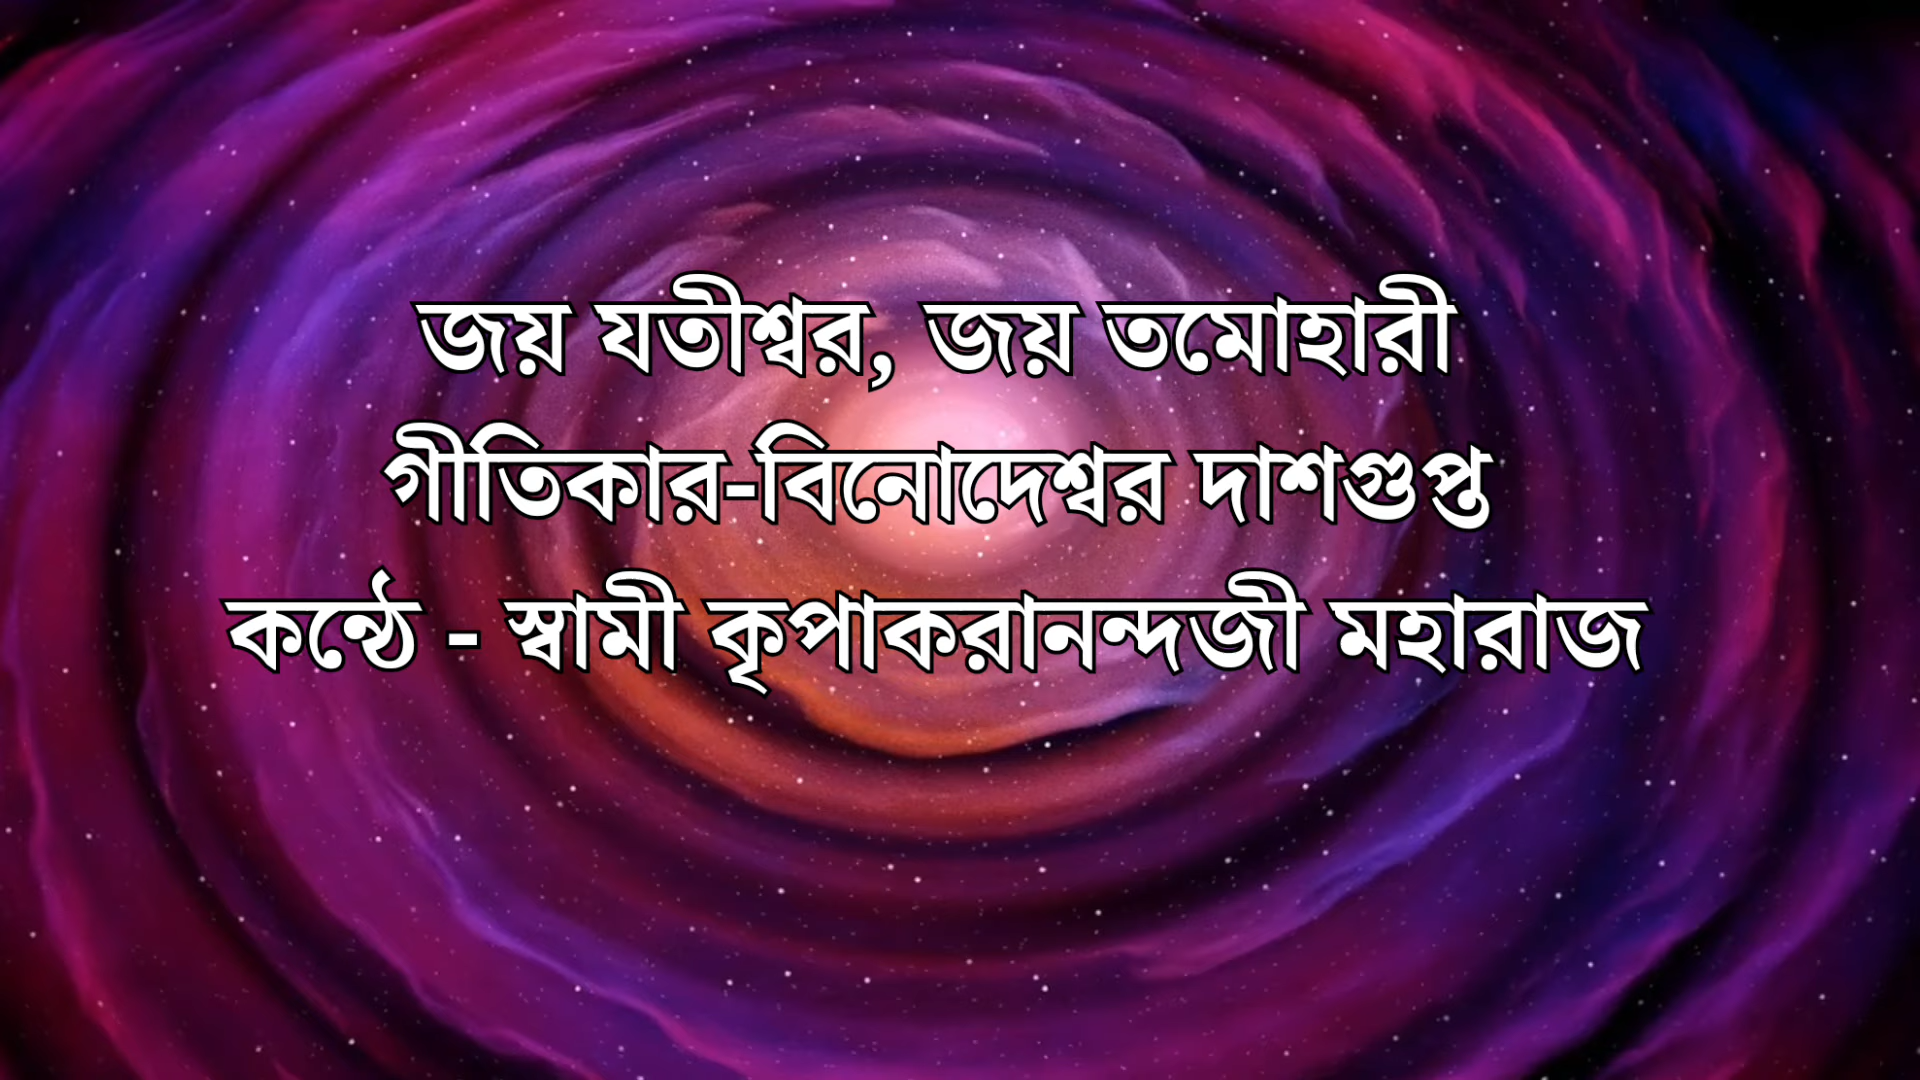 জয় যতীশ্বর, জয় তমোহারী
গীতিকার-বিনোদেশ্বর দাশগুপ্ত
কন্ঠে - স্বামী কৃপাকরানন্দজী মহারাজ